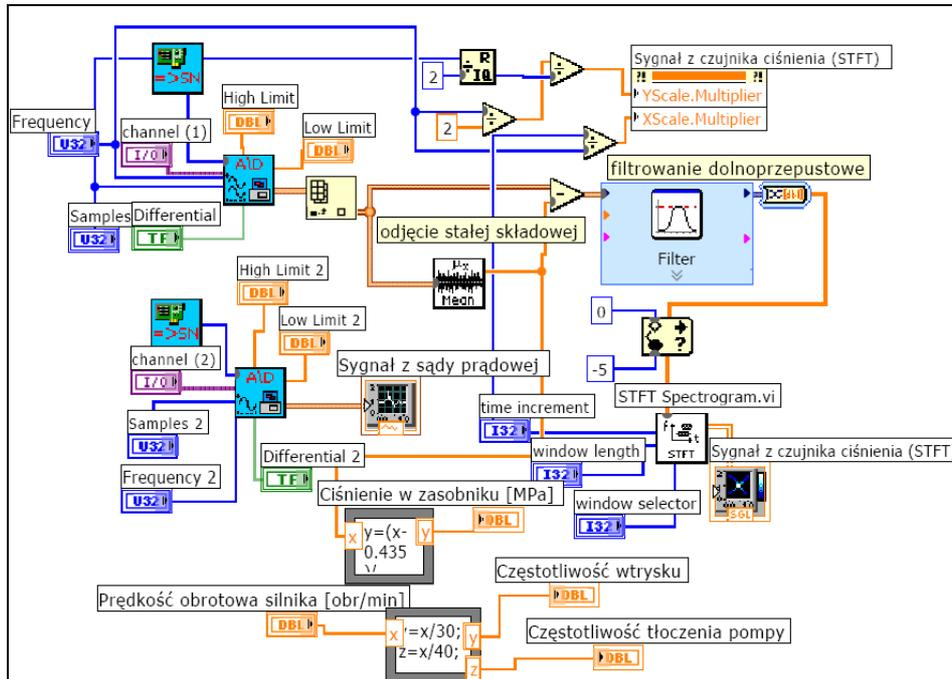 Sygnał z czujnika ciśnienia (STFT)
YScale.Multiplier
XScale.Multiplier
R
IQ
2
2
=>SN
High Limit
DBL
Low Limit
DBL
Frequency
U32
channel (1)
I/O
A\D
Samples
U32
Differential
TF
filtrowanie dolnoprzepustowe
Filter
odjęcie stałej składowej
Mean
0
-5
High Limit 2
DBL
Low Limit 2
DBL
=>SN
channel (2)
I/O
A\D
Samples 2
U32
Frequency 2
U32
Sygnał z sądy prądowej
Differential 2
TF
time increment
I32
window length
I32
window selector
I32
STFT Spectrogram.vi
STFT
Sygnał z czujnika ciśnienia (STFT
SGL
Ciśnienie w zasobniku [MPa]
x
y=(x-
0.435
y
DBL
Prędkość obrotowa silnika [obr/min]
DBL
x
=x/30;
z=x/40;
y
z
Częstotliwość wtrysku
DBL
Częstotliwość tłoczenia pompy
DBL